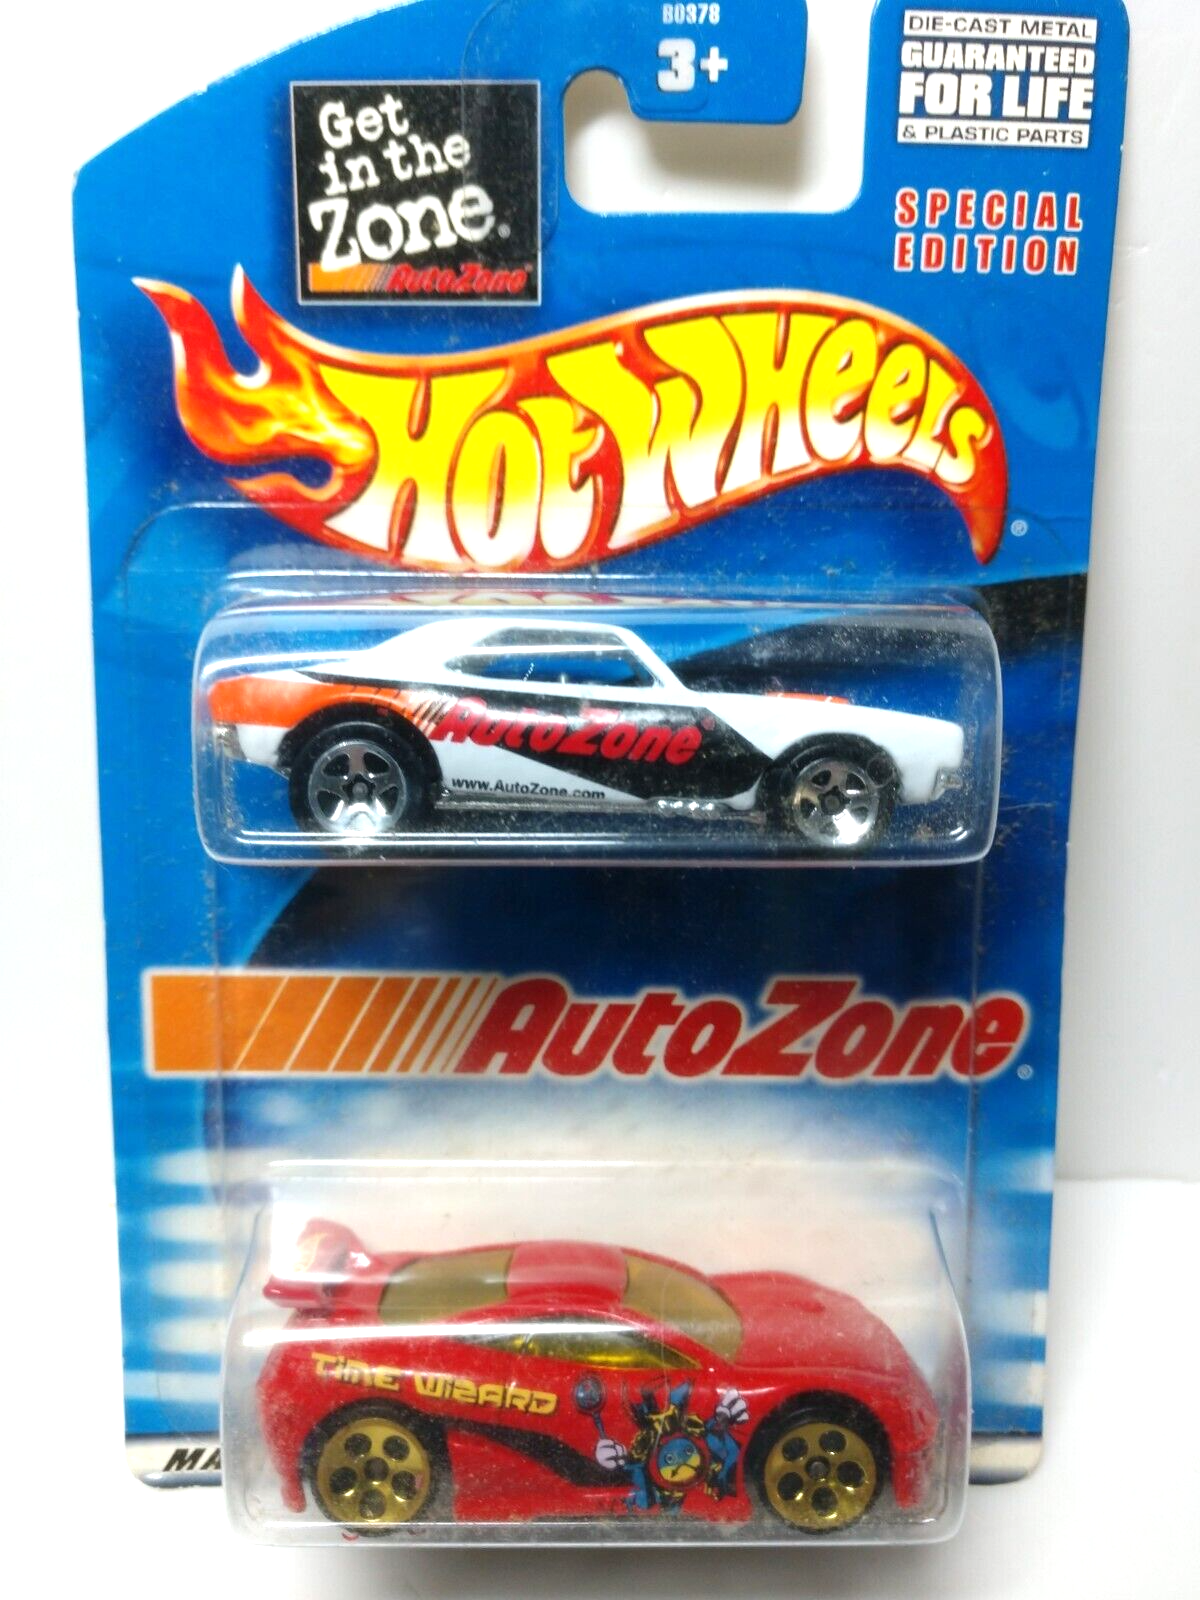 B0378
3+
DIE-CAST METAL
GUARANTEED
FOR LIFE
& PLASTIC PARTS
SPECIAL
EDITION
Get
in the
Zone®
AutoZone
HOT WHEELS®
AutoZone
www.AutoZone.com
AutoZone®
TIME WIZARD